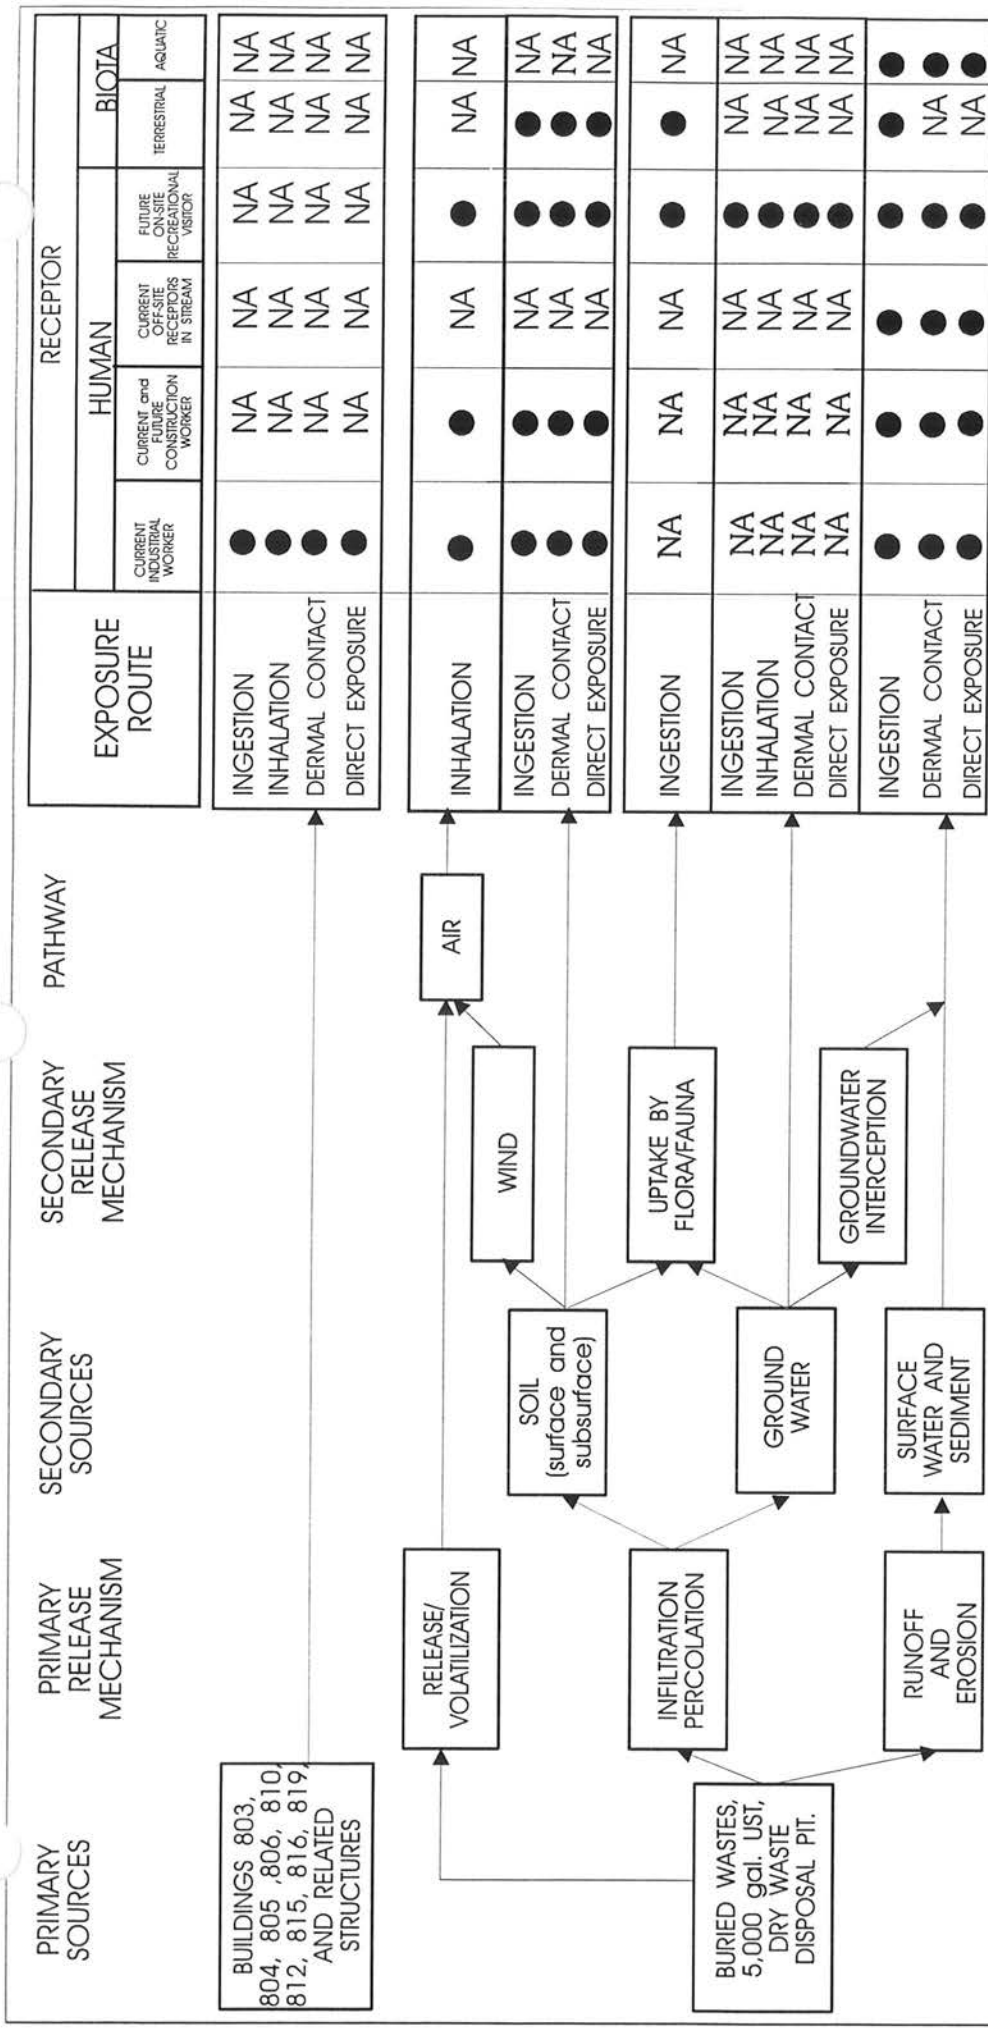 PRIMARY
SOURCES
PRIMARY
RELEASE
MECHANISM
SECONDARY
SOURCES
SECONDARY
RELEASE
MECHANISM
PATHWAY
EXPOSURE
ROUTE
RECEPTOR
HUMAN
BIOTA
CURRENT
INDUSTRIAL
WORKER
CURRENT and
FUTURE
CONSTRUCTION
WORKER
CURRENT
OFF-SITE
RECEPTORS
IN STREAM
FUTURE
ON-SITE
RECREATIONAL
VISITOR
TERRESTRIAL
AQUATIC
BUILDINGS 803,
804, 805 ,806, 810,
812, 815, 816, 819,
AND RELATED
STRUCTURES
INGESTION ● NA NA NA NA NA
INHALATION ● NA NA NA NA NA
DERMAL CONTACT ● NA NA NA NA NA
DIRECT EXPOSURE ● NA NA NA NA NA
RELEASE/
VOLATILIZATION
AIR
INHALATION ● ● NA ● NA NA
WIND
SOIL
(surface and
subsurface)
INGESTION ● ● NA ● ● NA
DERMAL CONTACT ● ● NA ● ● NA
DIRECT EXPOSURE ● ● NA ● ● NA
INFILTRATION
PERCOLATION
UPTAKE BY
FLORA/FAUNA
INGESTION NA NA NA ● ● NA
BURIED WASTES,
5,000 gal. UST,
DRY WASTE
DISPOSAL PIT.
GROUND
WATER
INGESTION NA NA NA ● NA NA
INHALATION NA NA NA ● NA NA
DERMAL CONTACT NA NA NA ● NA NA
DIRECT EXPOSURE NA NA NA ● NA NA
GROUNDWATER
INTERCEPTION
RUNOFF
AND
EROSION
SURFACE
WATER AND
SEDIMENT
INGESTION ● ● ● ● ● ●
DERMAL CONTACT ● ● ● ● NA ●
DIRECT EXPOSURE ● ● ● ● NA ●